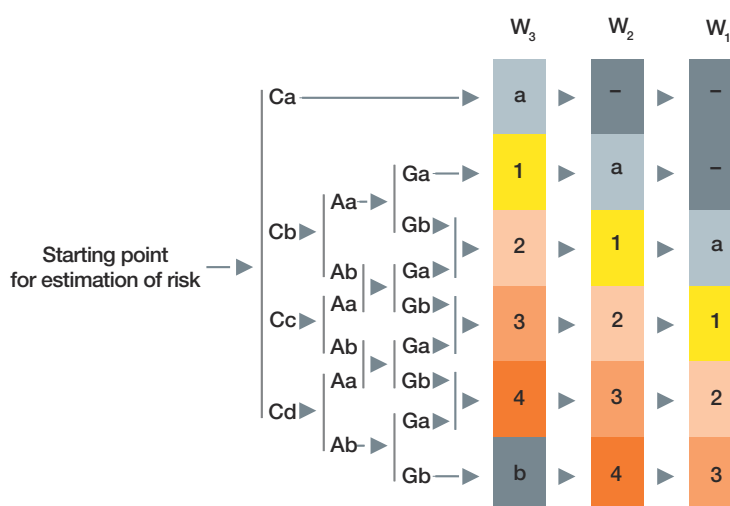 W3 W2 W1
Ca a – –
Ga 1 a –
Aa
Gb
Cb 2 1 a
Starting point
for estimation of risk
Ab Ga
Aa Gb
Cc 3 2 1
Ab Ga
Aa Gb
4 3 2
Cd Ga
Ab
Gb b 4 3